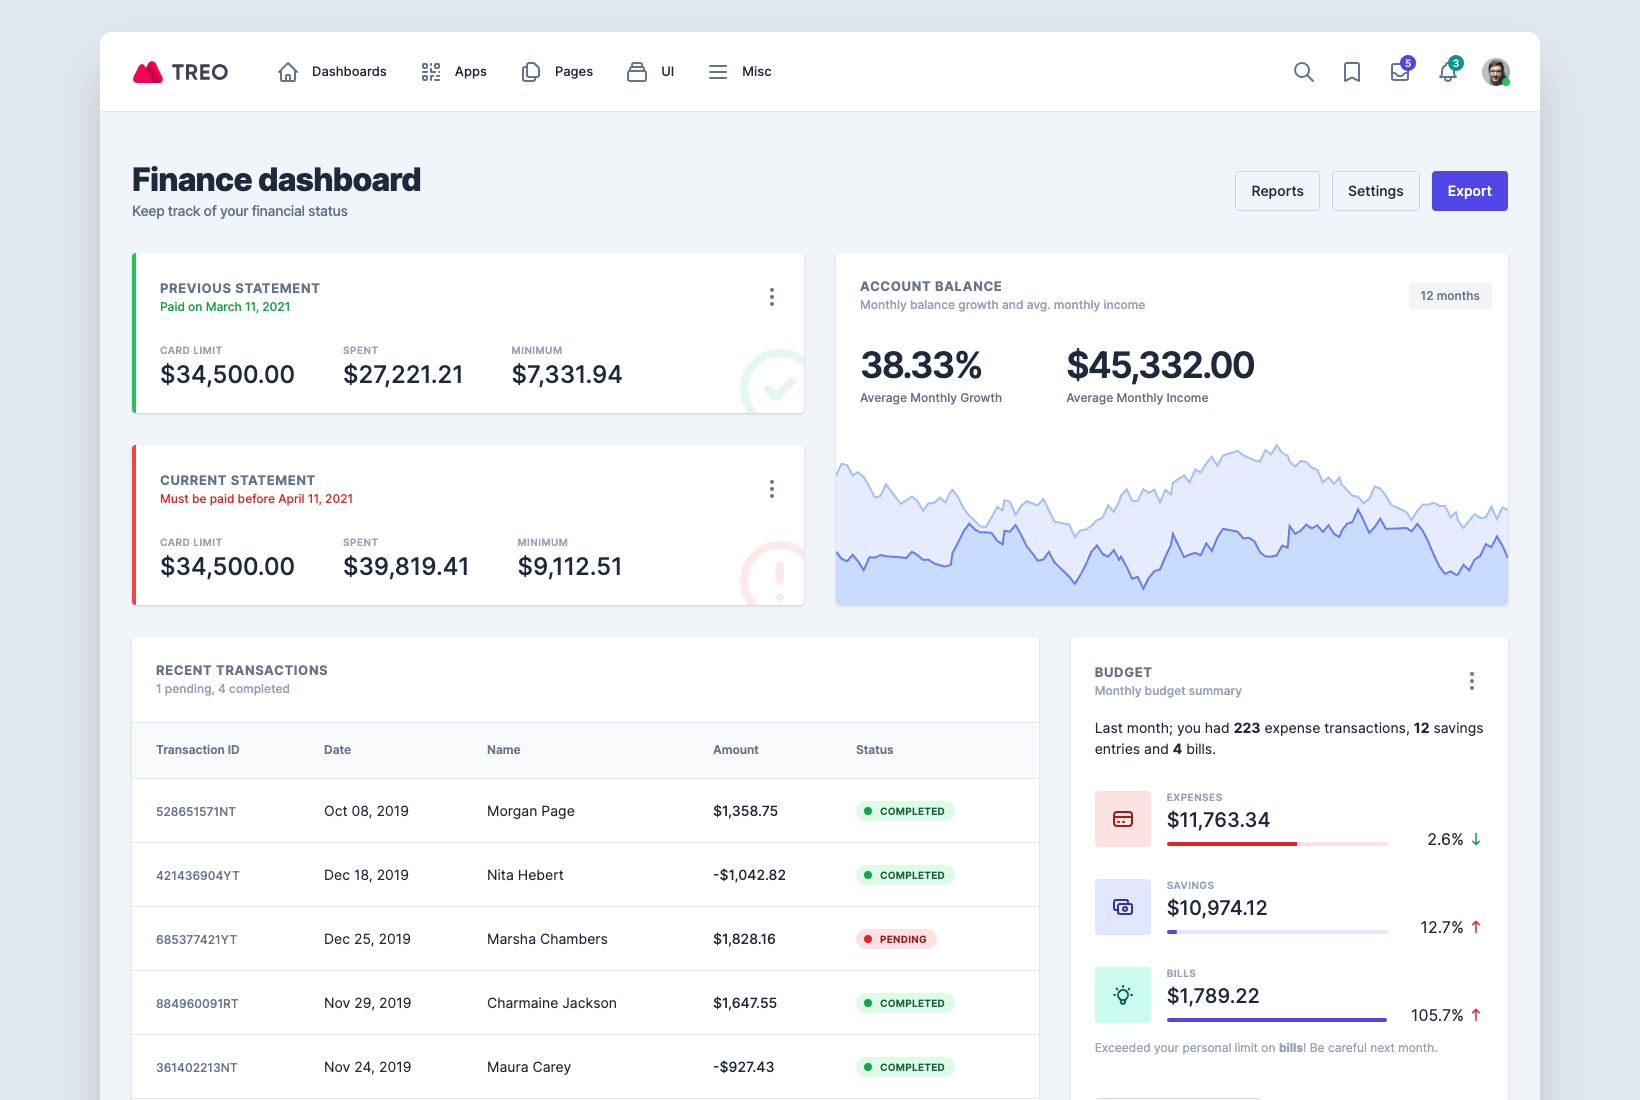 TREO
Dashboards
Apps
Pages
UI
Misc
5
3
Finance dashboard
Keep track of your financial status
Reports
Settings
Export
PREVIOUS STATEMENT
Paid on March 11, 2021
CARD LIMIT
$34,500.00
SPENT
$27,221.21
MINIMUM
$7,331.94
ACCOUNT BALANCE
Monthly balance growth and avg. monthly income
12 months
38.33%
Average Monthly Growth
$45,332.00
Average Monthly Income
CURRENT STATEMENT
Must be paid before April 11, 2021
CARD LIMIT
$34,500.00
SPENT
$39,819.41
MINIMUM
$9,112.51
RECENT TRANSACTIONS
1 pending, 4 completed
Transaction ID Date Name Amount Status
528651571NT Oct 08, 2019 Morgan Page $1,358.75 COMPLETED
421436904YT Dec 18, 2019 Nita Hebert -$1,042.82 COMPLETED
685377421YT Dec 25, 2019 Marsha Chambers $1,828.16 PENDING
884960091RT Nov 29, 2019 Charmaine Jackson $1,647.55 COMPLETED
361402213NT Nov 24, 2019 Maura Carey -$927.43 COMPLETED
BUDGET
Monthly budget summary
Last month; you had 223 expense transactions, 12 savings
entries and 4 bills.
EXPENSES
$11,763.34
2.6%
SAVINGS
$10,974.12
12.7%
BILLS
$1,789.22
105.7%
Exceeded your personal limit on bills! Be careful next month.